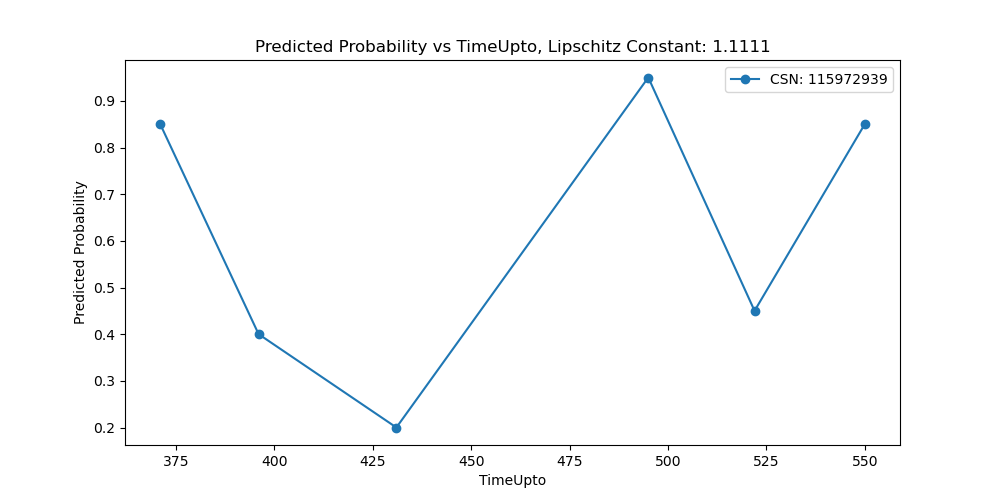 Predicted Probability vs TimeUpto, Lipschitz Constant: 1.1111
CSN: 115972939
Predicted Probability
0.9
0.8
0.7
0.6
0.5
0.4
0.3
0.2
375 400 425 450 475 500 525 550
TimeUpto